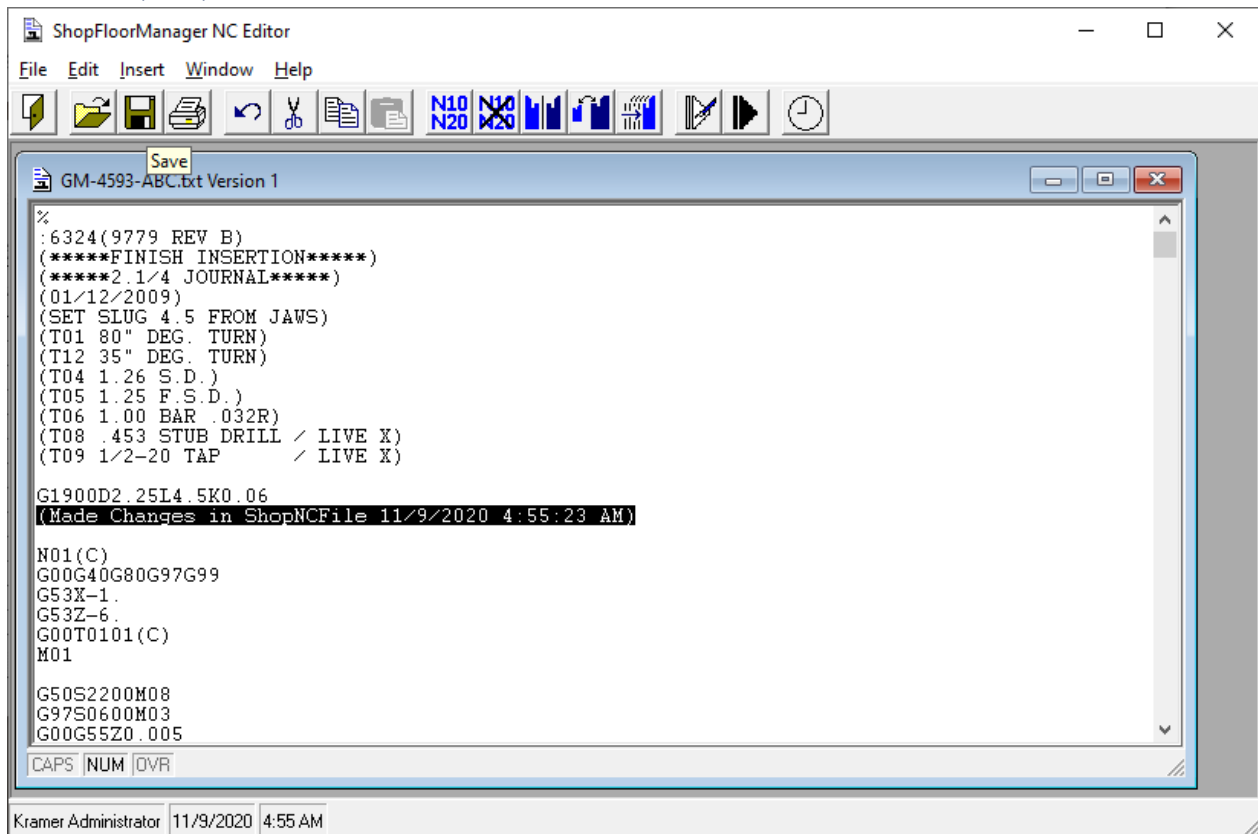 ShopFloorManager NC Editor
File Edit Insert Window Help
N10 N10
N20 N20
Save
GM-4593-ABC.txt Version 1
%
:6324(9779 REV B)
(*****FINISH INSERTION*****)
(*****2.1/4 JOURNAL*****)
(01/12/2009)
(SET SLUG 4.5 FROM JAWS)
(T01 80" DEG. TURN)
(T12 35" DEG. TURN)
(T04 1.26 S.D.)
(T05 1.25 F.S.D.)
(T06 1.00 BAR .032R)
(T08 .453 STUB DRILL / LIVE X)
(T09 1/2-20 TAP / LIVE X)
G1900D2.25L4.5K0.06
(Made Changes in ShopNCFile 11/9/2020 4:55:23 AM)
N01(C)
G00G40G80G97G99
G53X-1.
G53Z-6.
G00T0101(C)
M01
G50S2200M08
G97S0600M03
G00G55Z0.005
CAPS NUM OVR
Kramer Administrator 11/9/2020 4:55 AM